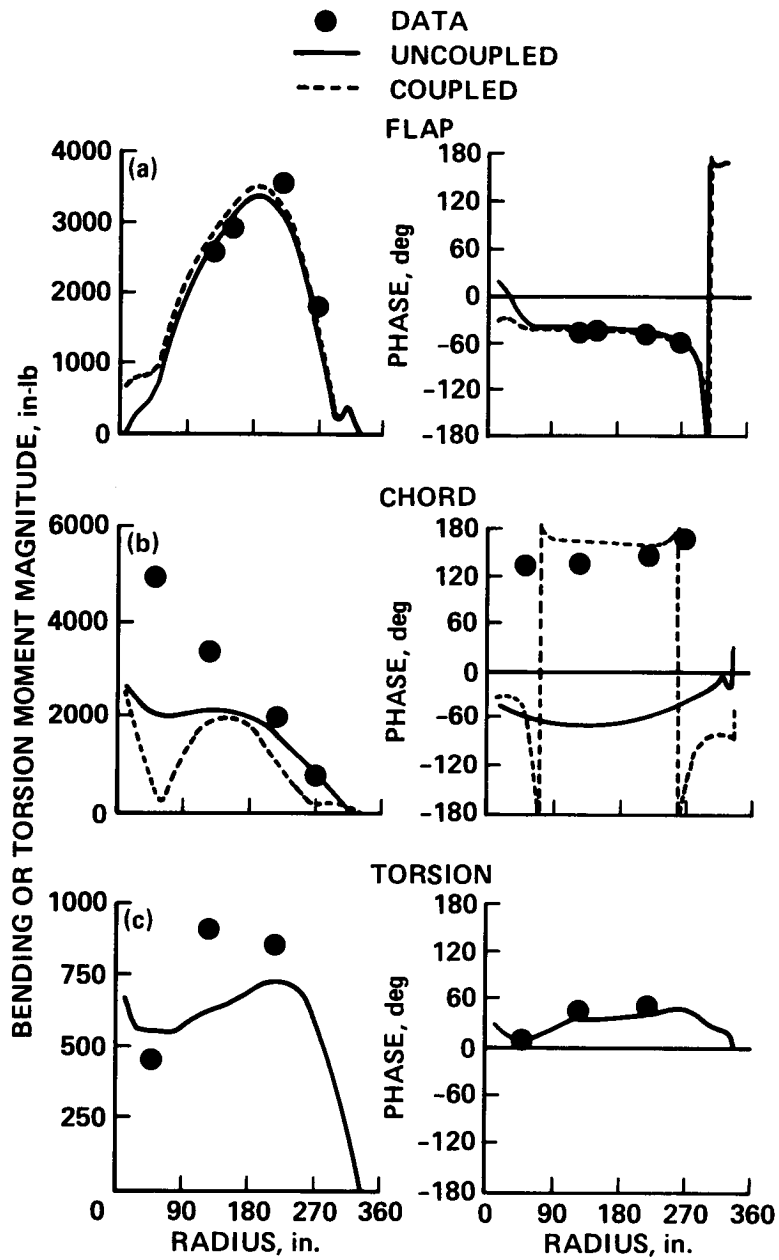 DATA
UNCOUPLED
COUPLED
FLAP
BENDING OR TORSION MOMENT MAGNITUDE, in-lb
(a)
4000
3000
2000
1000
0
PHASE, deg
180
120
60
0
-60
-120
-180
CHORD
(b)
6000
4000
2000
0
PHASE, deg
180
120
60
0
-60
-120
-180
TORSION
(c)
1000
750
500
250
0 90 180 270 360
RADIUS, in.
PHASE, deg
180
120
60
0
-60
-120
-180
0 90 180 270 360
RADIUS, in.